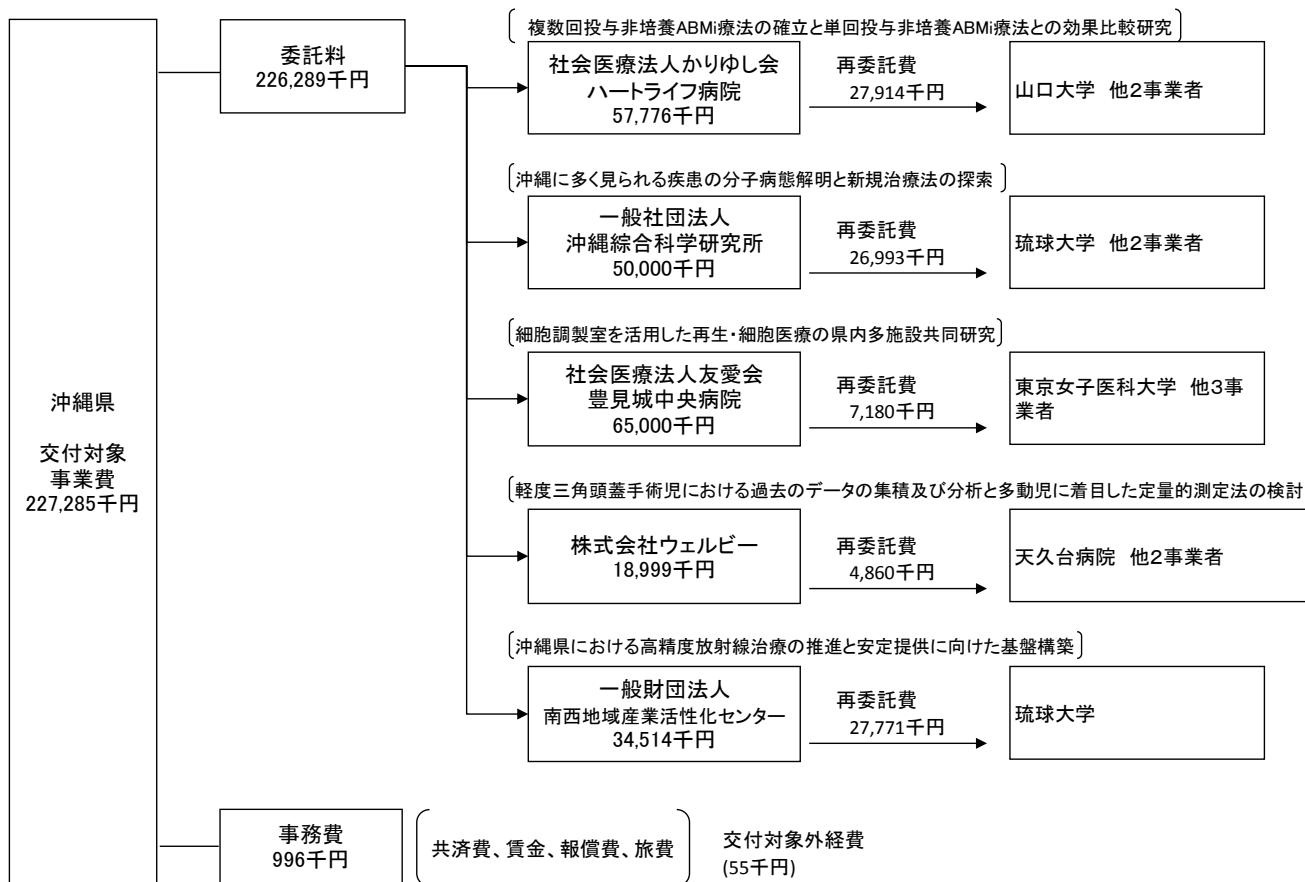 沖縄県
交付対象
事業費
227,285千円
委託料
226,289千円
複数回投与非培養ABMi療法の確立と単回投与非培養ABMi療法との効果比較研究
社会医療法人かりゆし会
ハートライフ病院
57,776千円
再委託費
27,914千円
山口大学 他2事業者
沖縄に多く見られる疾患の分子病態解明と新規治療法の探索
一般社団法人
沖縄綜合科学研究所
50,000千円
再委託費
26,993千円
琉球大学 他2事業者
細胞調製室を活用した再生・細胞医療の県内多施設共同研究
社会医療法人友愛会
豊見城中央病院
65,000千円
再委託費
7,180千円
東京女子医科大学 他3事
業者
軽度三角頭蓋手術児における過去のデータの集積及び分析と多動児に着目した定量的測定法の検討
株式会社ウェルビー
18,999千円
再委託費
4,860千円
天久台病院 他2事業者
沖縄県における高精度放射線治療の推進と安定提供に向けた基盤構築
一般財団法人
南西地域産業活性化センター
34,514千円
再委託費
27,771千円
琉球大学
事務費
996千円
共済費、賃金、報償費、旅費
交付対象外経費
(55千円)